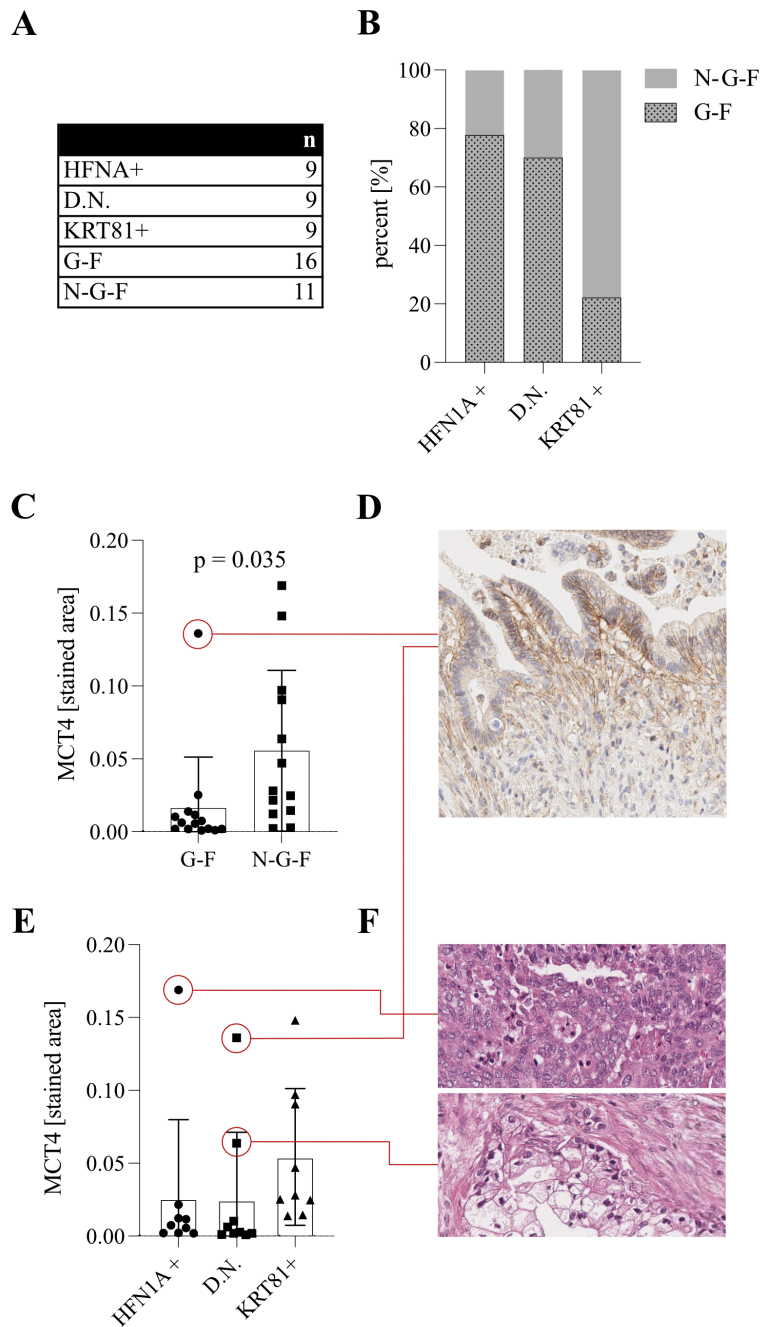 A
n
HFNA+ 9
D.N. 9
KRT81+ 9
G-F 16
N-G-F 11
B
percent [%]
100
80
60
40
20
0
HFN1A +
D.N.
KRT81 +
N-G-F
G-F
C
MCT4 [stained area]
0.20
0.15
0.10
0.05
0.00
p = 0.035
G-F
N-G-F
D
E
MCT4 [stained area]
0.20
0.15
0.10
0.05
0.00
HFN1A +
D.N.
KRT81+
F